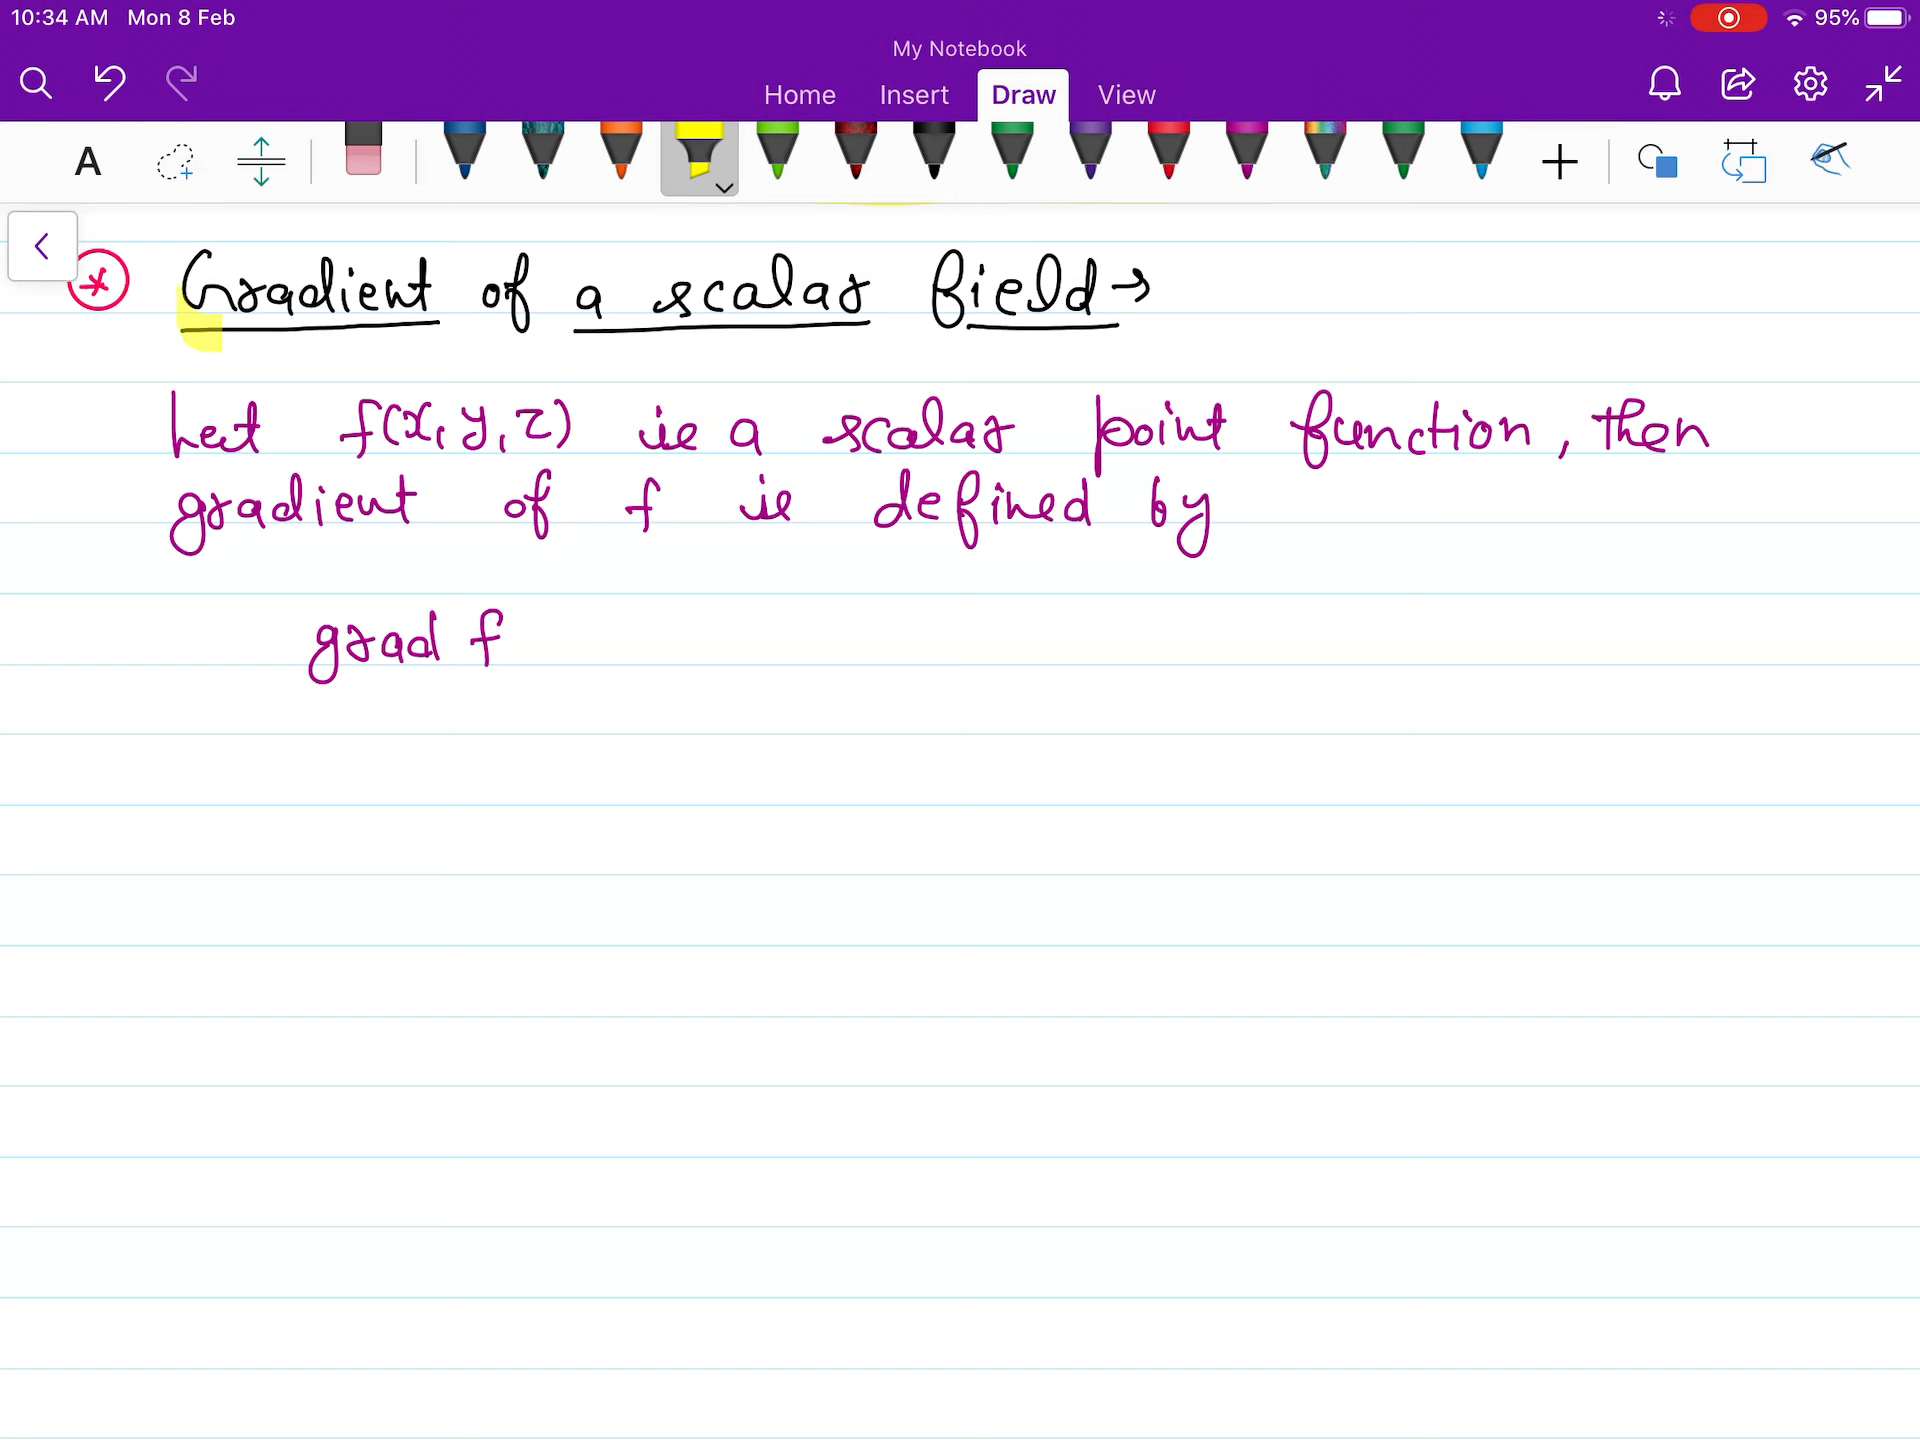 10:34 AM Mon 8 Feb
95%
My Notebook
Home Insert Draw View
A
Gradient of a scalar field →
Let f(x, y, z) is a scalar point function, then
gradient of f is defined by
grad f